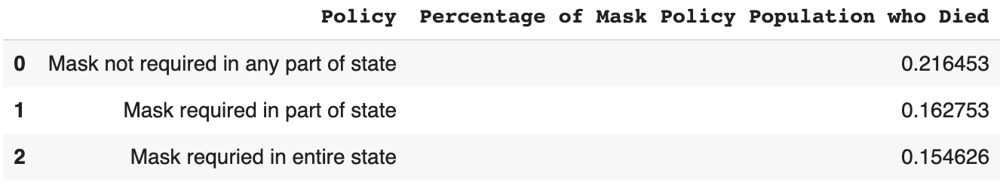 Policy Percentage of Mask Policy Population who Died
0 Mask not required in any part of state 0.216453
1 Mask required in part of state 0.162753
2 Mask requried in entire state 0.154626